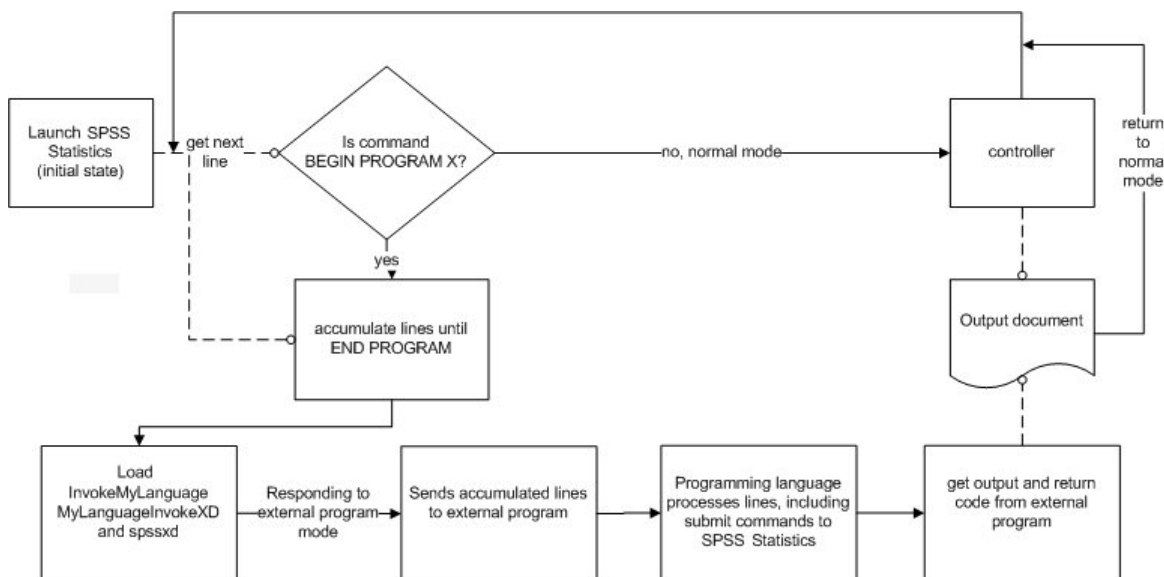 Launch SPSS
Statistics
(initial state)
get next
line
Is command
BEGIN PROGRAM X?
no, normal mode
controller
return
to
normal
mode
yes
accumulate lines until
END PROGRAM
Output document
Load
InvokeMyLanguage
MyLanguageInvokeXD
and spssxd
Responding to
external program
mode
Sends accumulated lines
to external program
Programming language
processes lines, including
submit commands to
SPSS Statistics
get output and return
code from external
program